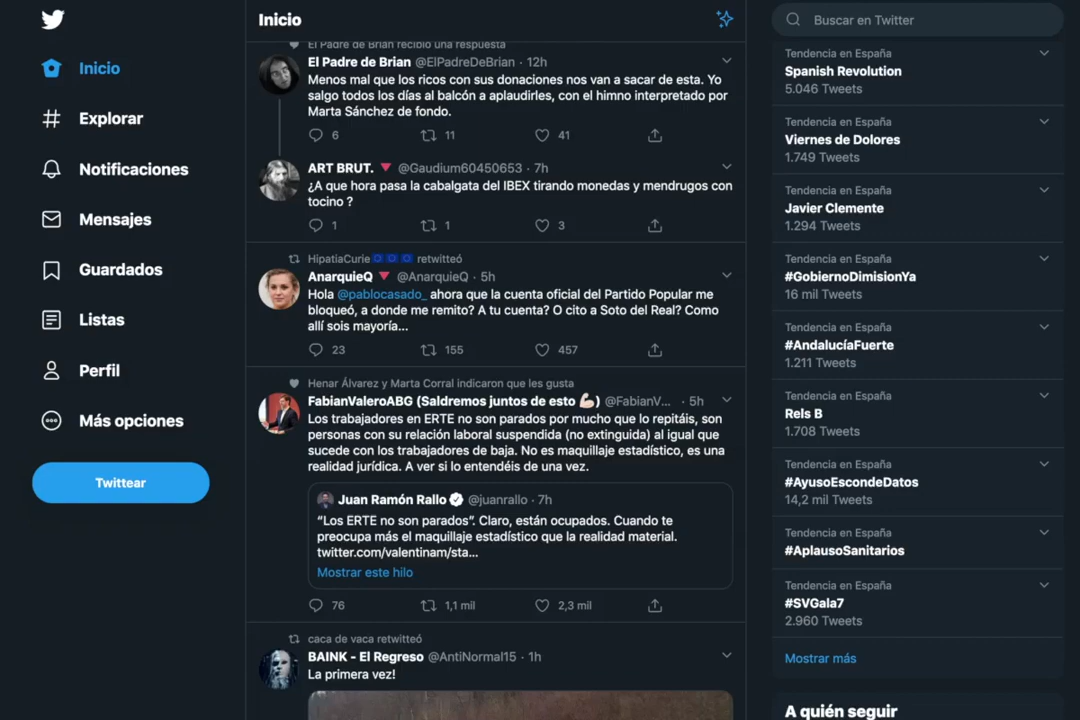 Inicio
Explorar
Notificaciones
Mensajes
Guardados
Listas
Perfil
Más opciones
Twittear
Inicio
El Padre de Brian recibió una respuesta
El Padre de Brian @ElPadreDeBrian · 12h
Menos mal que los ricos con sus donaciones nos van a sacar de esta. Yo
salgo todos los días al balcón a aplaudirles, con el himno interpretado por
Marta Sánchez de fondo.
6 11 41
ART BRUT. @Gaudium60450653 · 7h
¿A que hora pasa la cabalgata del IBEX tirando monedas y mendrugos con
tocino ?
1 1 3
HipatiaCurie retwitteó
AnarquieQ @AnarquieQ · 5h
Hola @pablocasado_ ahora que la cuenta oficial del Partido Popular me
bloqueó, a donde me remito? A tu cuenta? O cito a Soto del Real? Como
allí sois mayoría...
23 155 457
Henar Álvarez y Marta Corral indicaron que les gusta
FabianValeroABG (Saldremos juntos de esto 💪🏻) @FabianV... · 5h
Los trabajadores en ERTE no son parados por mucho que lo repitáis, son
personas con su relación laboral suspendida (no extinguida) al igual que
sucede con los trabajadores de baja. No es maquillaje estadístico, es una
realidad jurídica. A ver si lo entendéis de una vez.
Juan Ramón Rallo @juanrallo · 7h
“Los ERTE no son parados”. Claro, están ocupados. Cuando te
preocupa más el maquillaje estadístico que la realidad material.
twitter.com/valentinam/sta...
Mostrar este hilo
76 1,1 mil 2,3 mil
caca de vaca retwitteó
BAINK - El Regreso @AntiNormal15 · 1h
La primera vez!
Buscar en Twitter
Tendencia en España
Spanish Revolution
5.046 Tweets
Tendencia en España
Viernes de Dolores
1.749 Tweets
Tendencia en España
Javier Clemente
1.294 Tweets
Tendencia en España
#GobiernoDimisionYa
16 mil Tweets
Tendencia en España
#AndalucíaFuerte
1.211 Tweets
Tendencia en España
Rels B
1.708 Tweets
Tendencia en España
#AyusoEscondeDatos
14,2 mil Tweets
Tendencia en España
#AplausoSanitarios
Tendencia en España
#SVGala7
2.960 Tweets
Mostrar más
A quién seguir